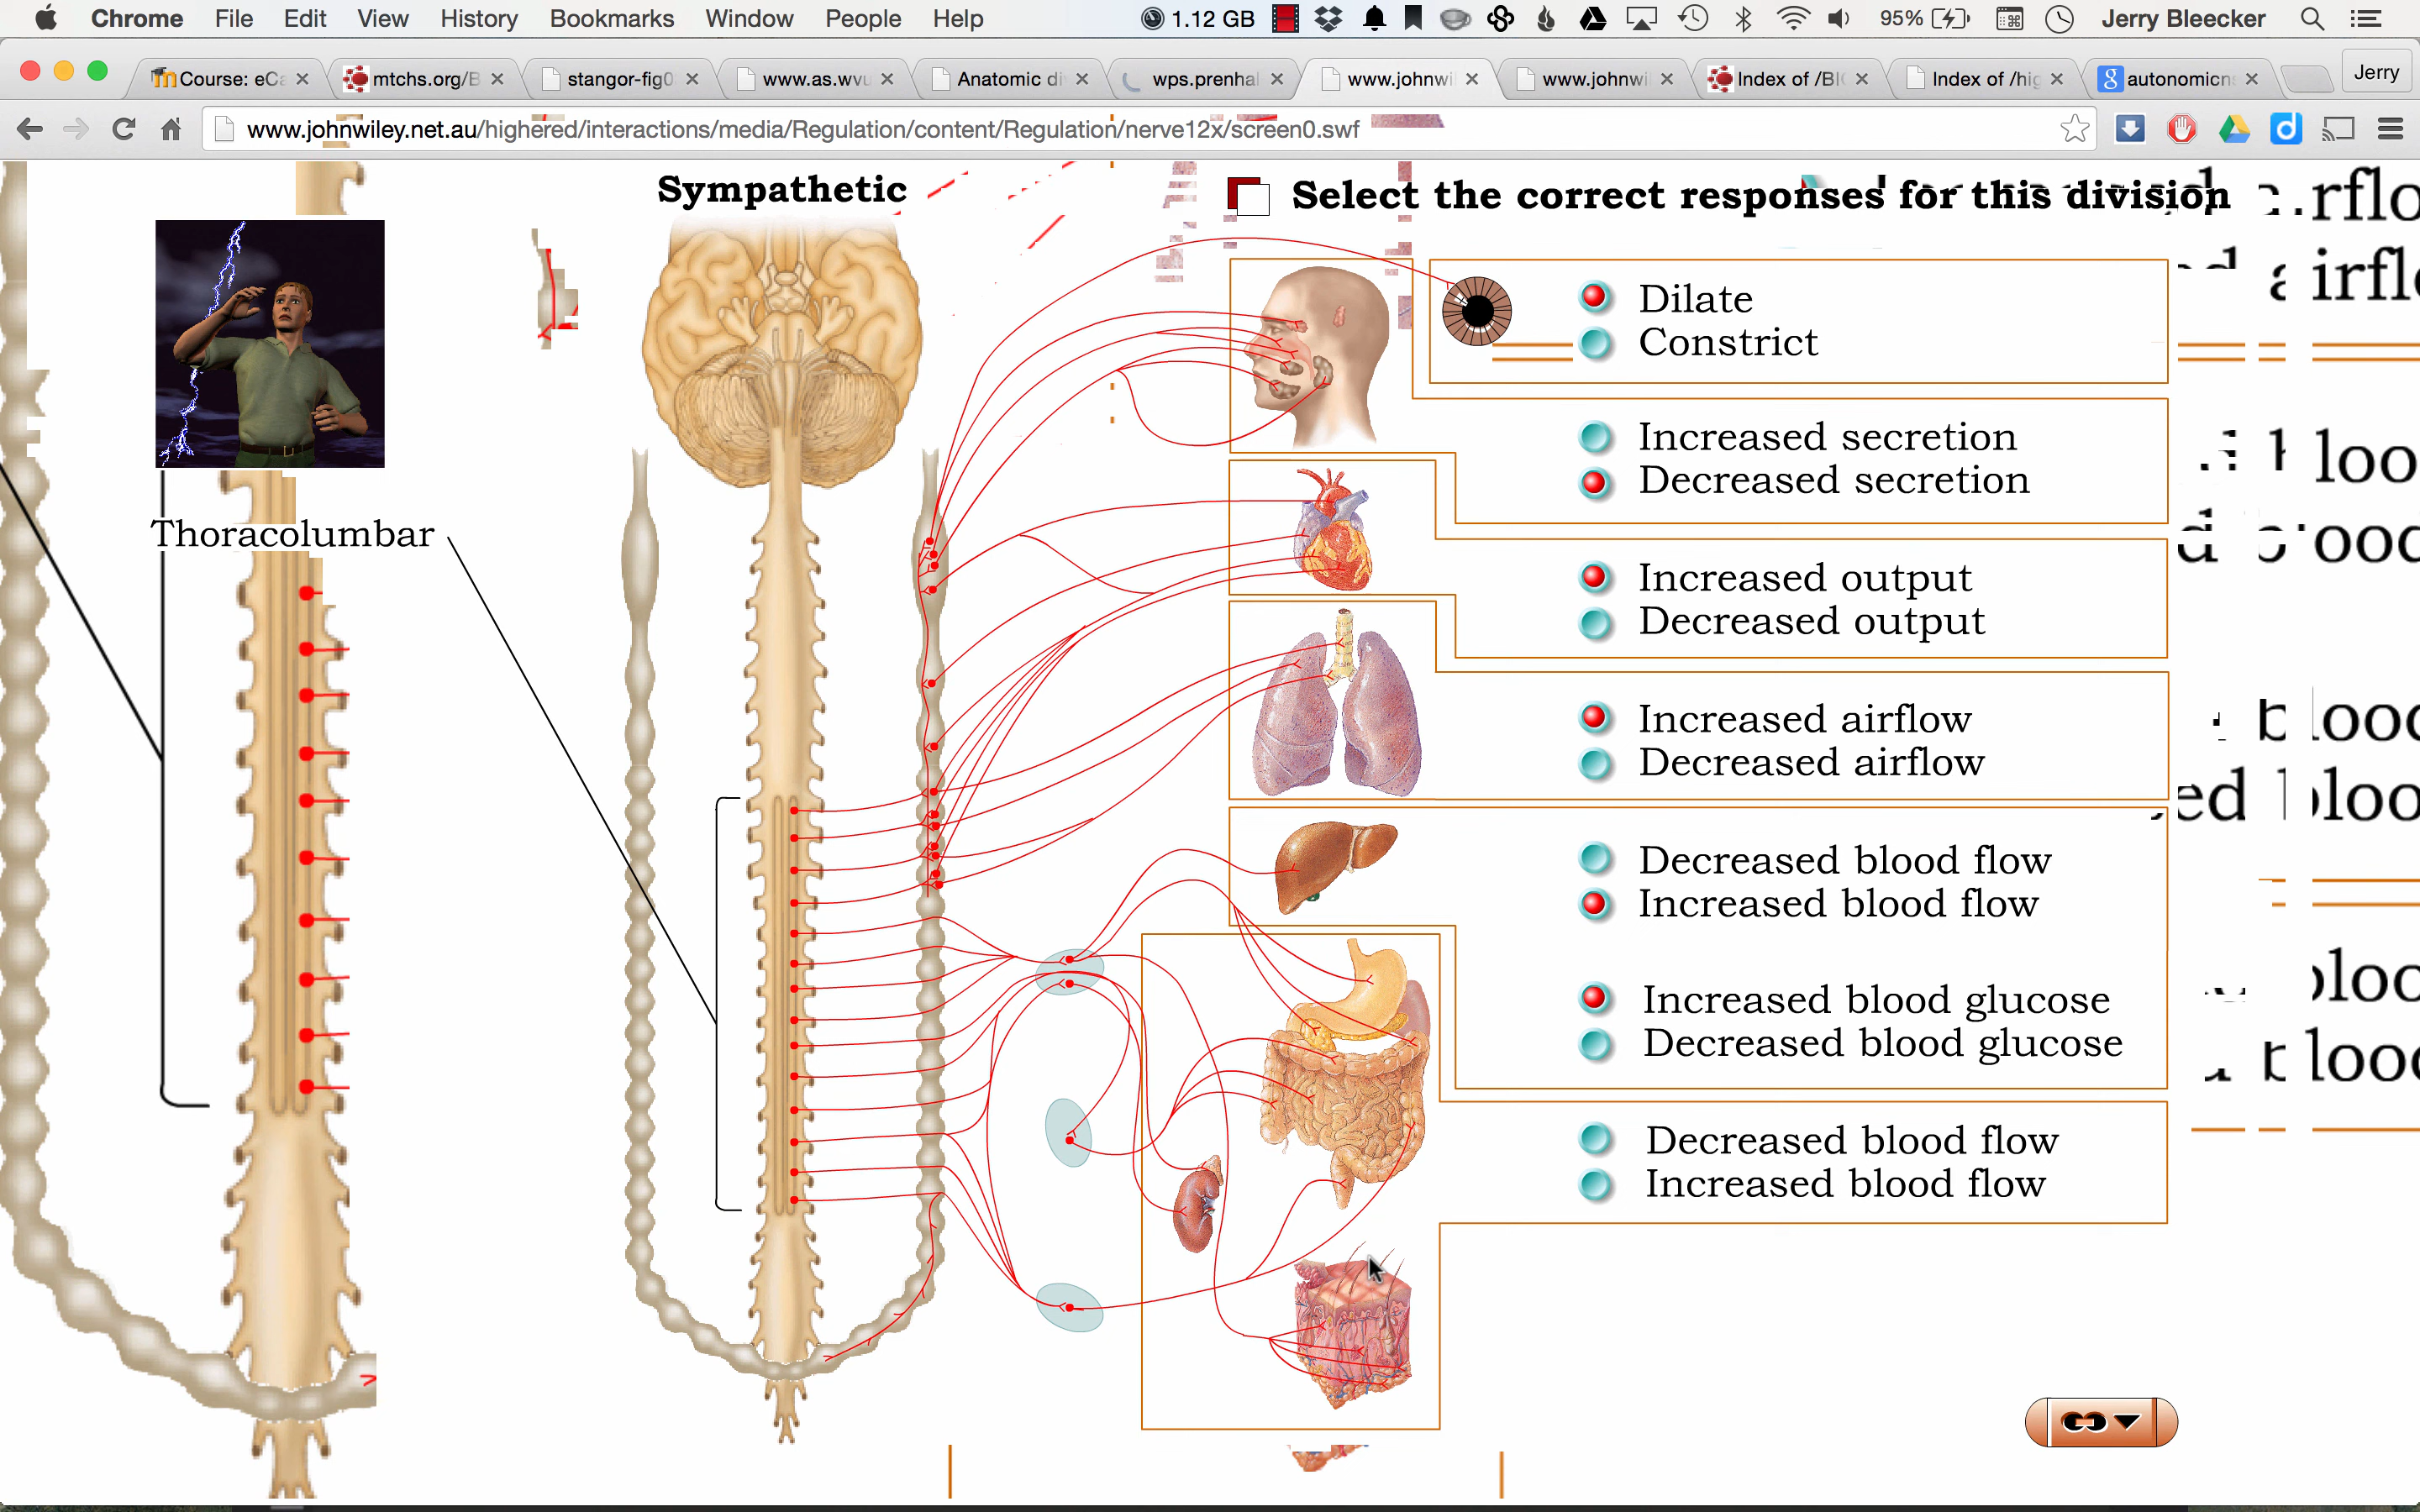 Chrome File Edit View History Bookmarks Window People Help 1.12 GB 95% Jerry Bleecker
Course: eCa mtchs.org/B stangor-fig0 www.as.wvu Anatomic di wps.prenhal www.johnwi www.johnwi Index of /BIO Index of /hig autonomicn Jerry
www.johnwiley.net.au/highered/interactions/media/Regulation/content/Regulation/nerve12x/screen0.swf
Sympathetic
Select the correct responses for this division
Dilate
Constrict
Increased secretion
Decreased secretion
Thoracolumbar
Increased output
Decreased output
Increased airflow
Decreased airflow
Decreased blood flow
Increased blood flow
Increased blood glucose
Decreased blood glucose
Decreased blood flow
Increased blood flow